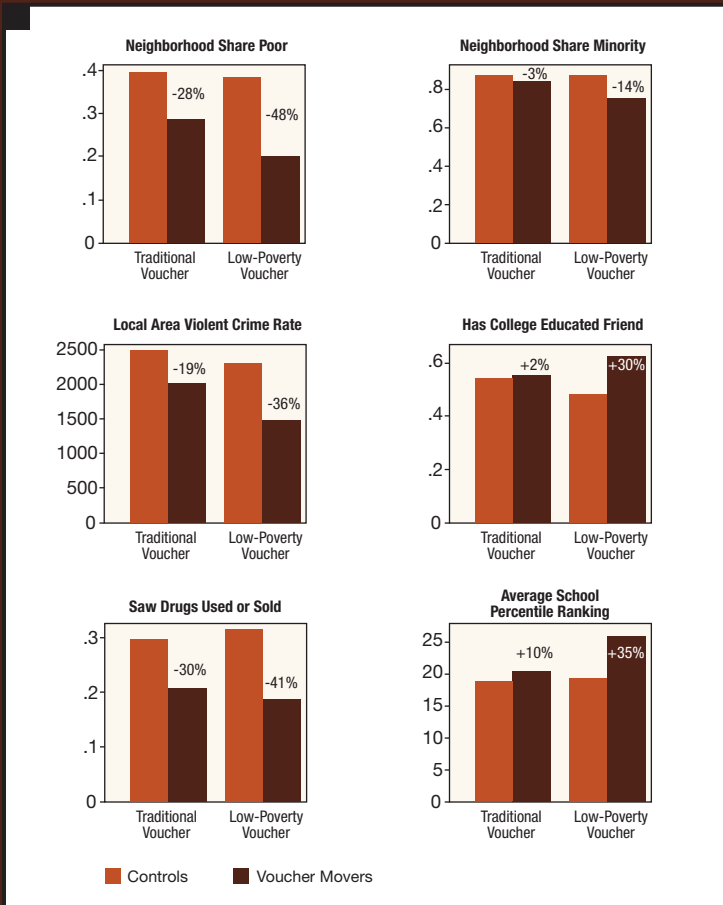 Neighborhood Share Poor
.4
.3
.2
.1
0
-28%
-48%
Traditional
Voucher
Low-Poverty
Voucher
Neighborhood Share Minority
.8
.6
.4
.2
0
-3%
-14%
Traditional
Voucher
Low-Poverty
Voucher
Local Area Violent Crime Rate
2500
2000
1500
1000
500
0
-19%
-36%
Traditional
Voucher
Low-Poverty
Voucher
Has College Educated Friend
.6
.4
.2
0
+2%
+30%
Traditional
Voucher
Low-Poverty
Voucher
Saw Drugs Used or Sold
.3
.2
.1
0
-30%
-41%
Traditional
Voucher
Low-Poverty
Voucher
Average School
Percentile Ranking
25
20
15
10
5
0
+10%
+35%
Traditional
Voucher
Low-Poverty
Voucher
Controls
Voucher Movers